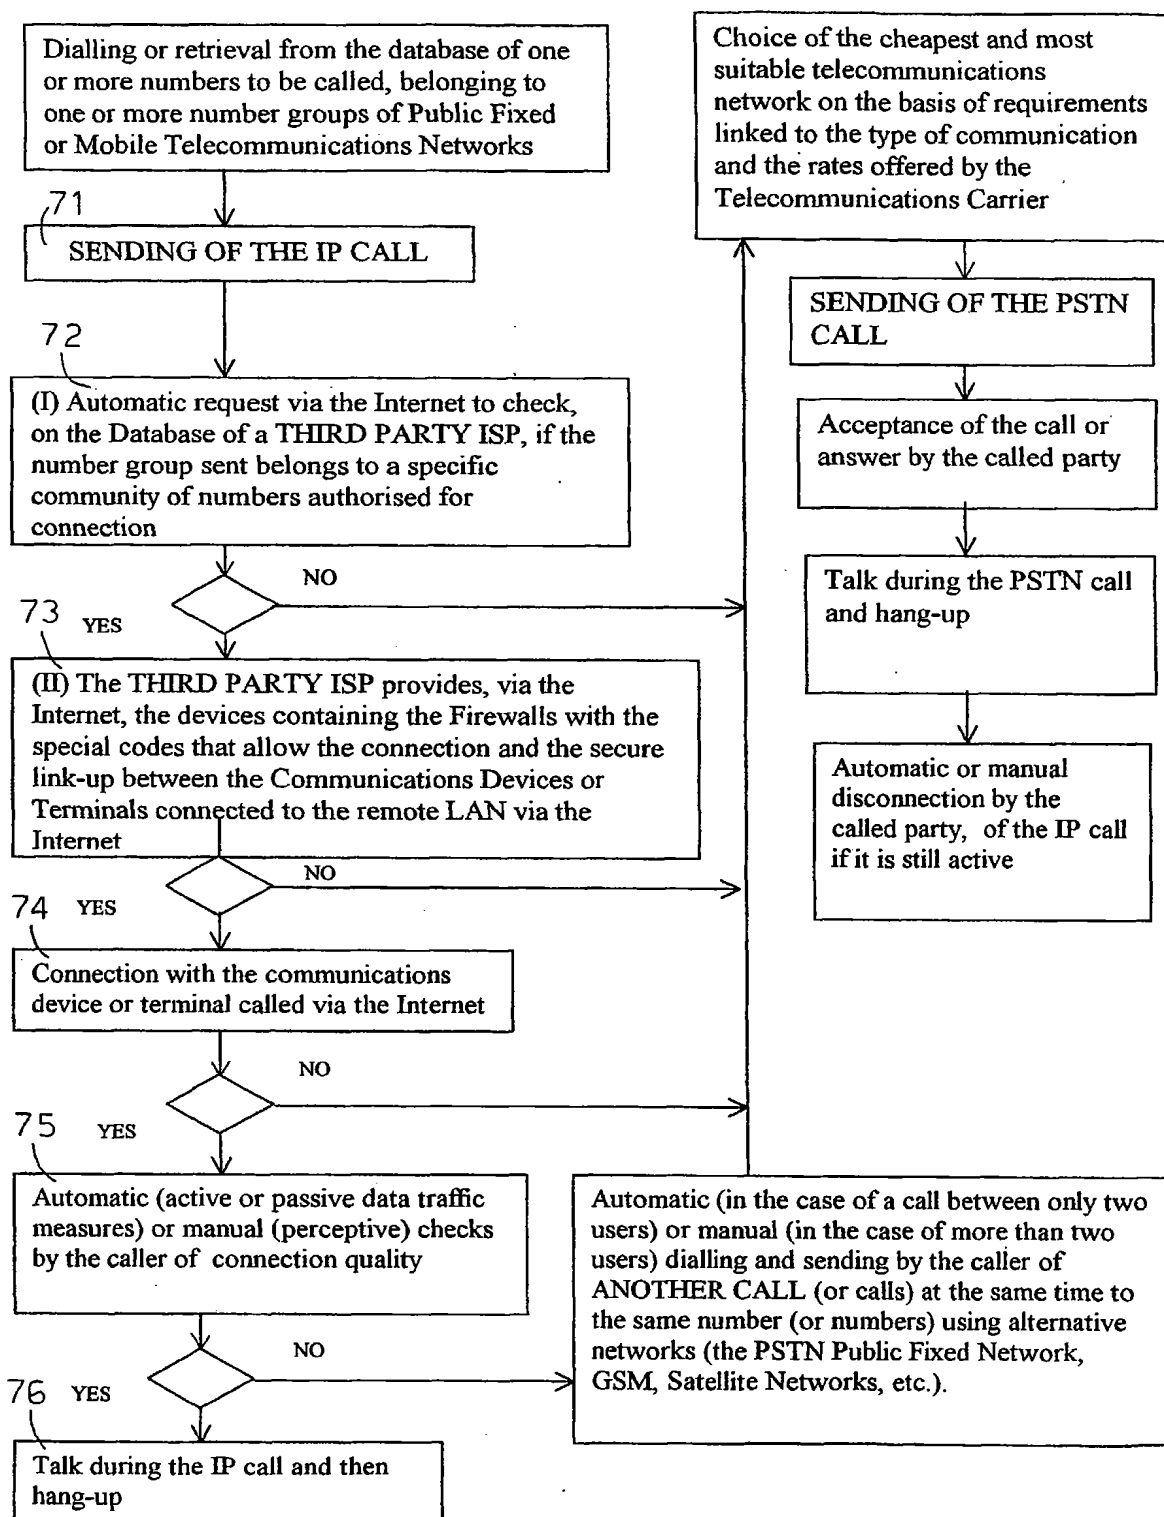 Dialling or retrieval from the database of one
or more numbers to be called, belonging to
one or more number groups of Public Fixed
or Mobile Telecommunications Networks
71
SENDING OF THE IP CALL
72
(I) Automatic request via the Internet to check,
on the Database of a THIRD PARTY ISP, if the
number group sent belongs to a specific
community of numbers authorised for
connection
NO
73
YES
(II) The THIRD PARTY ISP provides, via the
Internet, the devices containing the Firewalls with the
special codes that allow the connection and the secure
link-up between the Communications Devices or
Terminals connected to the remote LAN via the
Internet
NO
74
YES
Connection with the communications
device or terminal called via the Internet
NO
75
YES
Automatic (active or passive data traffic
measures) or manual (perceptive) checks
by the caller of connection quality
NO
76
YES
Talk during the IP call and then
hang-up
Automatic (in the case of a call between only two
users) or manual (in the case of more than two
users) dialling and sending by the caller of
ANOTHER CALL (or calls) at the same time to
the same number (or numbers) using alternative
networks (the PSTN Public Fixed Network,
GSM, Satellite Networks, etc.).
Choice of the cheapest and most
suitable telecommunications
network on the basis of requirements
linked to the type of communication
and the rates offered by the
Telecommunications Carrier
SENDING OF THE PSTN
CALL
Acceptance of the call or
answer by the called party
Talk during the PSTN call
and hang-up
Automatic or manual
disconnection by the
called party, of the IP call
if it is still active